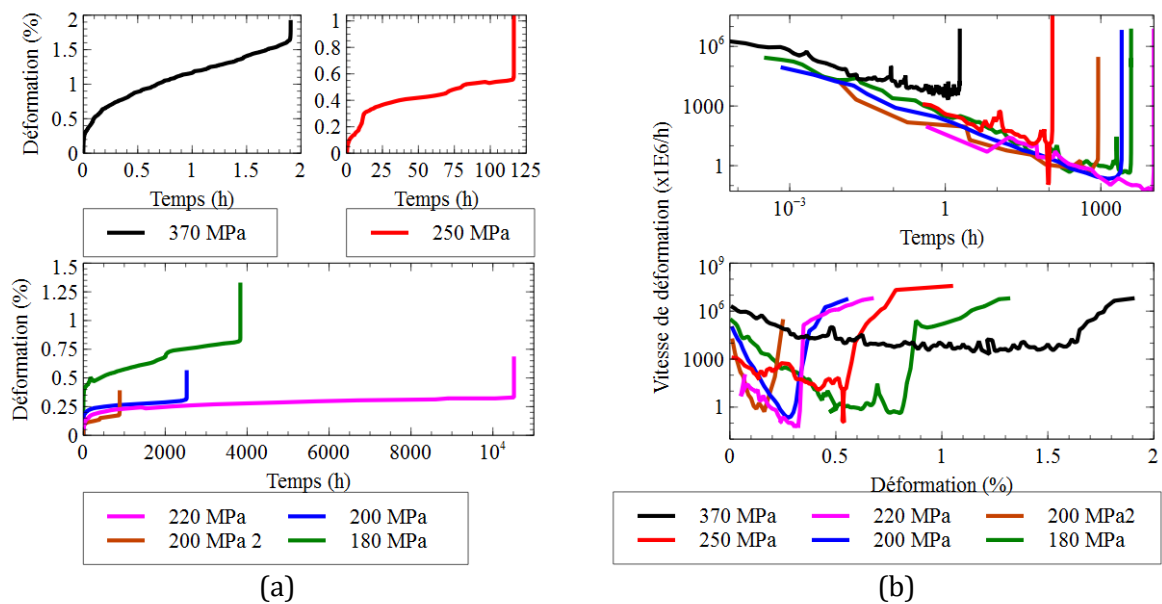 Déformation (%)
2
1.5
1
0.5
0
0 0.5 1 1.5 2
Temps (h)
370 MPa
1
0.8
0.6
0.4
0.2
0
0 25 50 75 100 125
Temps (h)
250 MPa
Déformation (%)
1.5
1.25
1
0.75
0.5
0.25
0
0 2000 4000 6000 8000 10⁴
Temps (h)
220 MPa 200 MPa
200 MPa 2 180 MPa
(a)
Vitesse de déformation (x1E6/h)
10⁶
1000
1
10⁻³ 1 1000
Temps (h)
10⁹
10⁶
1000
1
0 0.5 1 1.5 2
Déformation (%)
370 MPa 220 MPa 200 MPa2
250 MPa 200 MPa 180 MPa
(b)